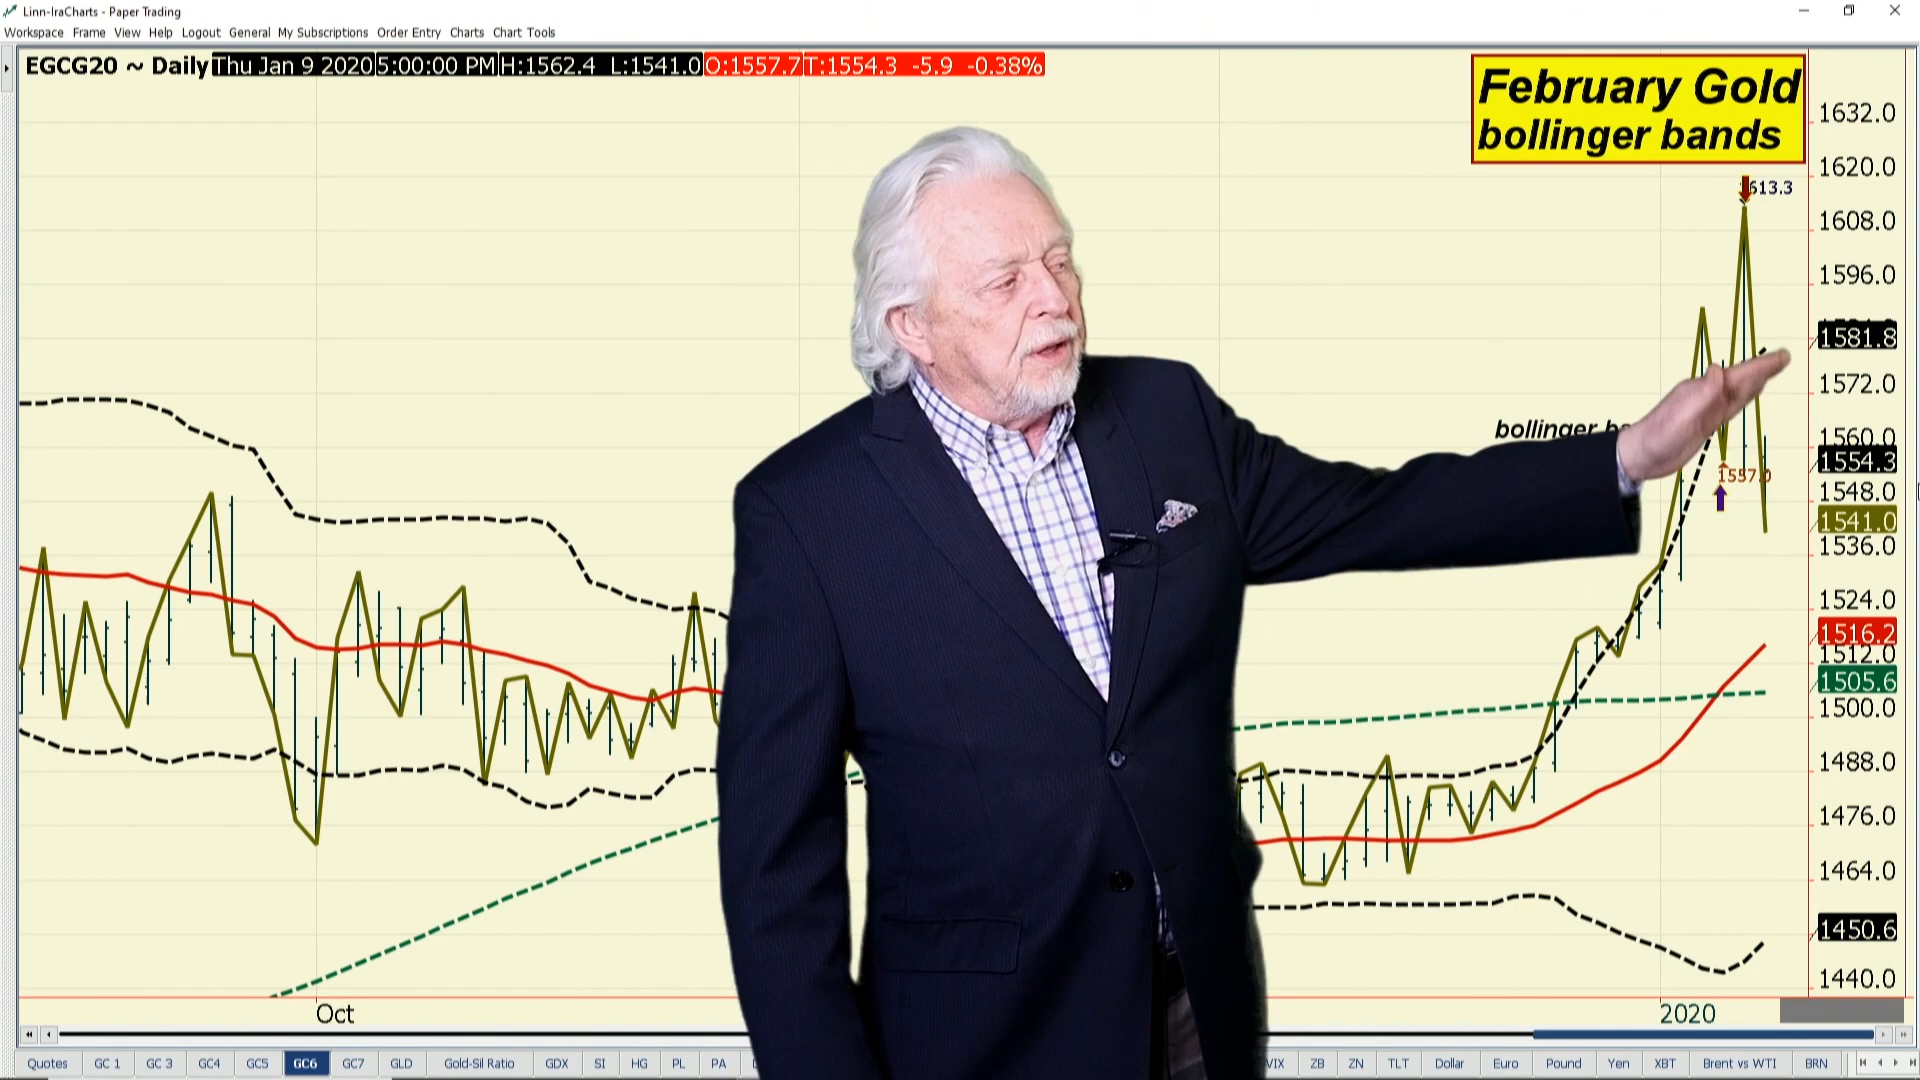 Linn-IraCharts - Paper Trading
Workspace Frame View Help Logout General My Subscriptions Order Entry Charts Chart Tools
EGCG20 ~ Daily Thu Jan 9 2020 5:00:00 PM H:1562.4 L:1541.0 O:1557.7 T:1554.3 -5.9 -0.38%
February Gold
bollinger bands
1632.0
1620.0
613.3
1608.0
1596.0
1581.8
1572.0
bollinger
1560.0
1554.3
1557.0
1548.0
1541.0
1536.0
1524.0
1516.2
1512.0
1505.6
1500.0
1488.0
1476.0
1464.0
1450.6
1440.0
Oct 2020
Quotes GC 1 GC 3 GC4 GC5 GC6 GC7 GLD Gold-Sil Ratio GDX SI HG PL PA VIX ZB ZN TLT Dollar Euro Pound Yen XBT Brent vs WTI BRN